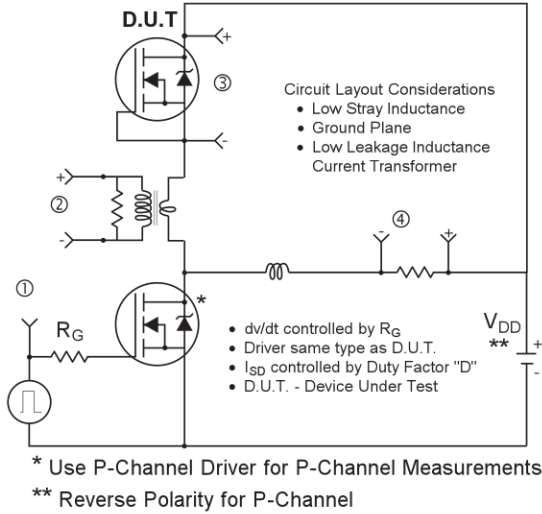 D.U.T
+
③
-
Circuit Layout Considerations
• Low Stray Inductance
• Ground Plane
• Low Leakage Inductance
Current Transformer
+
②
-
④
- +
①
R_G
*
• dv/dt controlled by R_G
• Driver same type as D.U.T.
• I_SD controlled by Duty Factor "D"
• D.U.T. - Device Under Test
V_DD
**
+
-
* Use P-Channel Driver for P-Channel Measurements
** Reverse Polarity for P-Channel